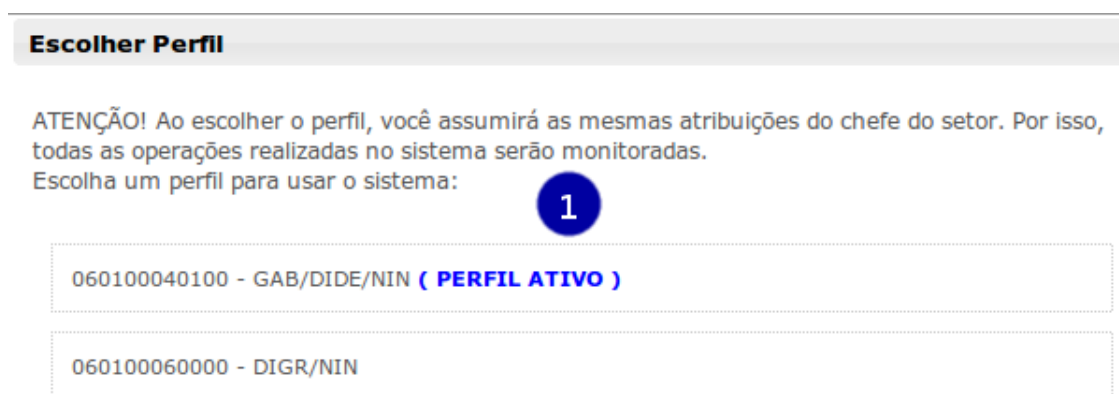 Escolher Perfil
ATENÇÃO! Ao escolher o perfil, você assumirá as mesmas atribuições do chefe do setor. Por isso,
todas as operações realizadas no sistema serão monitoradas.
Escolha um perfil para usar o sistema:
1
060100040100 - GAB/DIDE/NIN ( PERFIL ATIVO )
060100060000 - DIGR/NIN